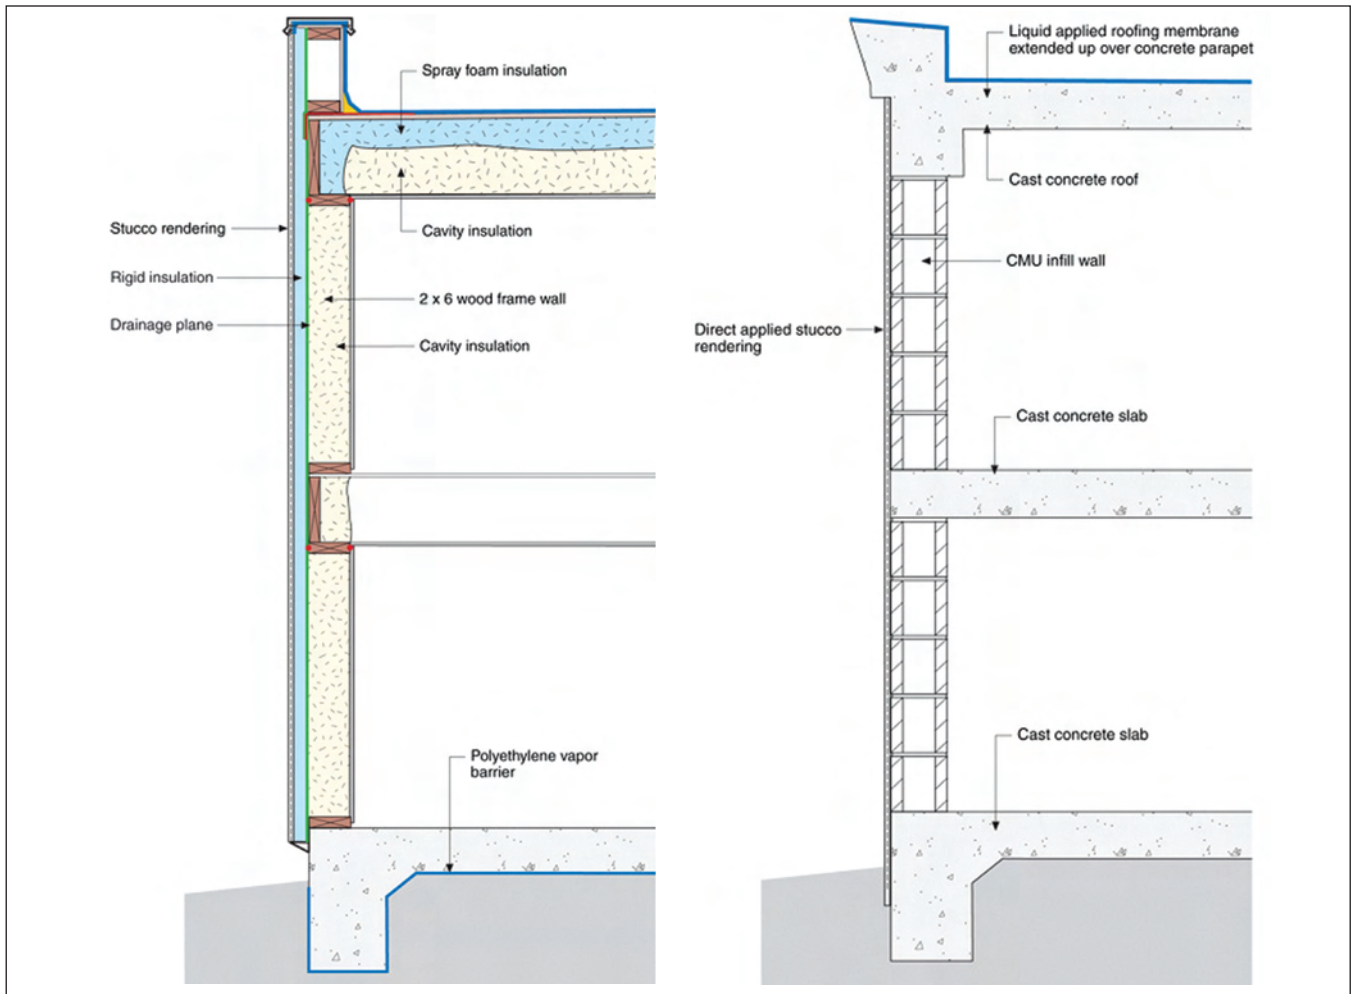 Spray foam insulation
Cavity insulation
Stucco rendering
Rigid insulation
2 x 6 wood frame wall
Drainage plane
Cavity insulation
Polyethylene vapor
barrier
Liquid applied roofing membrane
extended up over concrete parapet
Cast concrete roof
CMU infill wall
Direct applied stucco
rendering
Cast concrete slab
Cast concrete slab